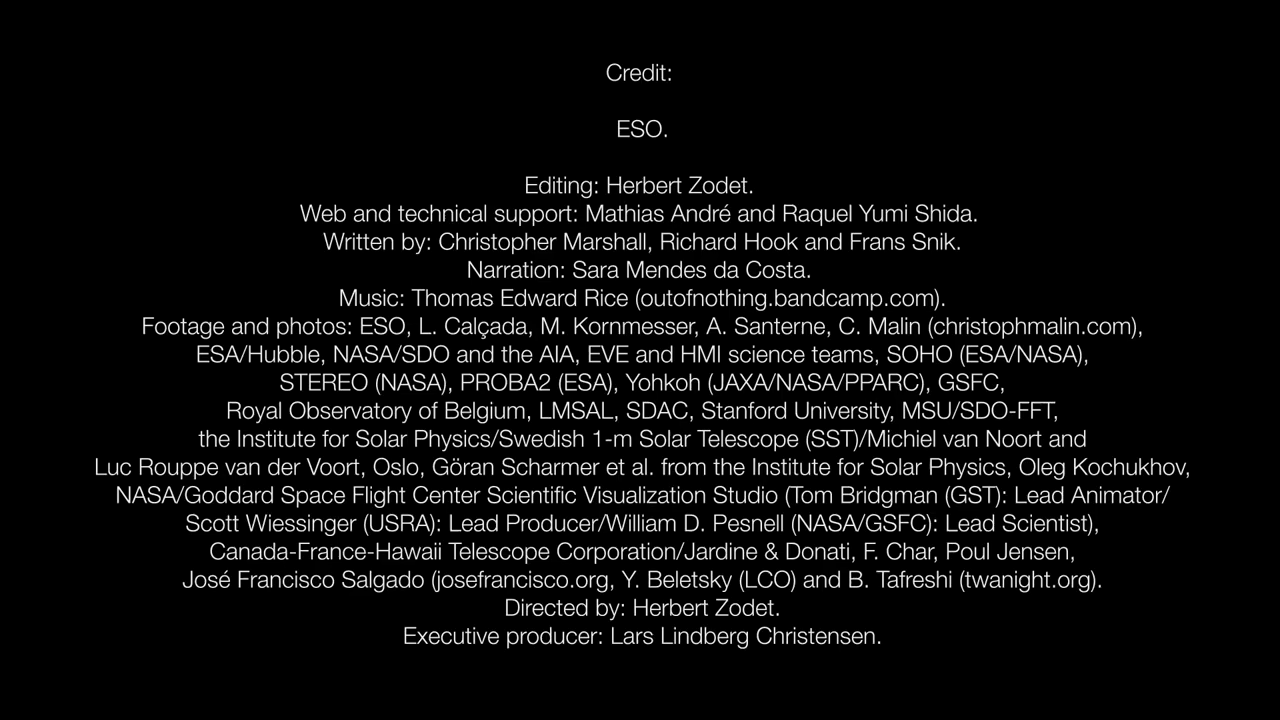 Credit:
ESO.
Editing: Herbert Zodet.
Web and technical support: Mathias André and Raquel Yumi Shida.
Written by: Christopher Marshall, Richard Hook and Frans Snik.
Narration: Sara Mendes da Costa.
Music: Thomas Edward Rice (outofnothing.bandcamp.com).
Footage and photos: ESO, L. Calçada, M. Kornmesser, A. Santerne, C. Malin (christophmalin.com),
ESA/Hubble, NASA/SDO and the AIA, EVE and HMI science teams, SOHO (ESA/NASA),
STEREO (NASA), PROBA2 (ESA), Yohkoh (JAXA/NASA/PPARC), GSFC,
Royal Observatory of Belgium, LMSAL, SDAC, Stanford University, MSU/SDO-FFT,
the Institute for Solar Physics/Swedish 1-m Solar Telescope (SST)/Michiel van Noort and
Luc Rouppe van der Voort, Oslo, Göran Scharmer et al. from the Institute for Solar Physics, Oleg Kochukhov,
NASA/Goddard Space Flight Center Scientific Visualization Studio (Tom Bridgman (GST): Lead Animator/
Scott Wiessinger (USRA): Lead Producer/William D. Pesnell (NASA/GSFC): Lead Scientist),
Canada-France-Hawaii Telescope Corporation/Jardine & Donati, F. Char, Poul Jensen,
José Francisco Salgado (josefrancisco.org, Y. Beletsky (LCO) and B. Tafreshi (twanight.org).
Directed by: Herbert Zodet.
Executive producer: Lars Lindberg Christensen.